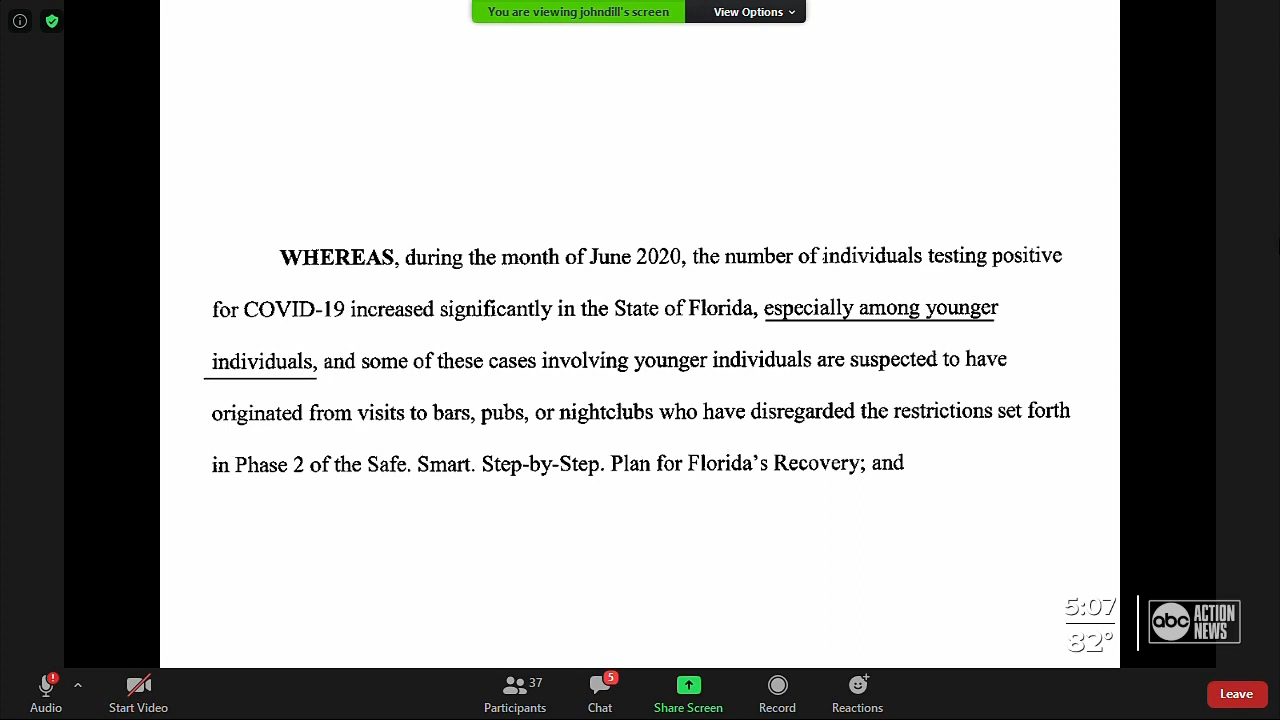 You are viewing johndill's screen
View Options
WHEREAS, during the month of June 2020, the number of individuals testing positive
for COVID-19 increased significantly in the State of Florida, especially among younger
individuals, and some of these cases involving younger individuals are suspected to have
originated from visits to bars, pubs, or nightclubs who have disregarded the restrictions set forth
in Phase 2 of the Safe. Smart. Step-by-Step. Plan for Florida's Recovery; and
5:07
82°
abc
ACTION
NEWS
Audio
Start Video
37
Participants
5
Chat
Share Screen
Record
Reactions
Leave